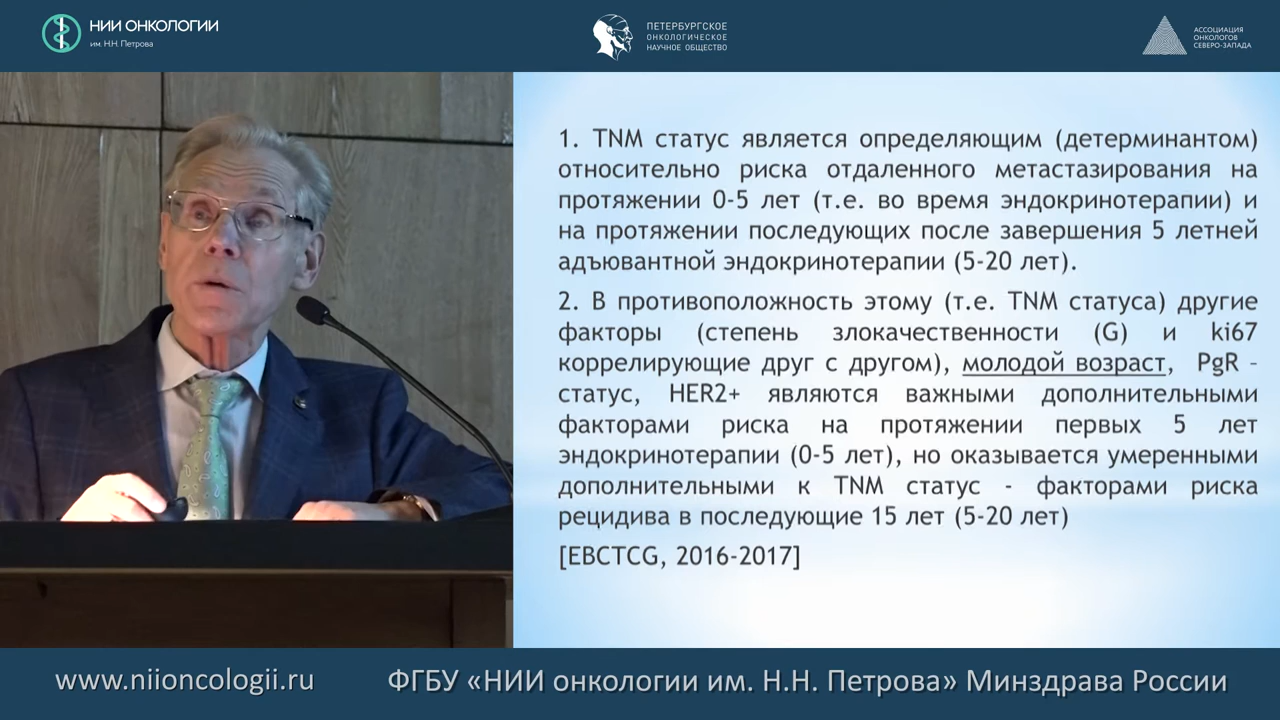 НИИ ОНКОЛОГИИ
им. Н.Н. Петрова
ПЕТЕРБУРГСКОЕ
ОНКОЛОГИЧЕСКОЕ
НАУЧНОЕ ОБЩЕСТВО
АССОЦИАЦИЯ
ОНКОЛОГОВ
СЕВЕРО-ЗАПАДА
1. TNM статус является определяющим (детерминантом)
относительно риска отдаленного метастазирования на
протяжении 0-5 лет (т.е. во время эндокринотерапии) и
на протяжении последующих после завершения 5 летней
адъювантной эндокринотерапии (5-20 лет).
2. В противоположность этому (т.е. TNM статуса) другие
факторы (степень злокачественности (G) и ki67
коррелирующие друг с другом), молодой возраст, PgR –
статус, HER2+ являются важными дополнительными
факторами риска на протяжении первых 5 лет
эндокринотерапии (0-5 лет), но оказывается умеренными
дополнительными к TNM статус - факторами риска
рецидива в последующие 15 лет (5-20 лет)
[EBCTCG, 2016-2017]
www.niioncologii.ru
ФГБУ «НИИ онкологии им. Н.Н. Петрова» Минздрава России